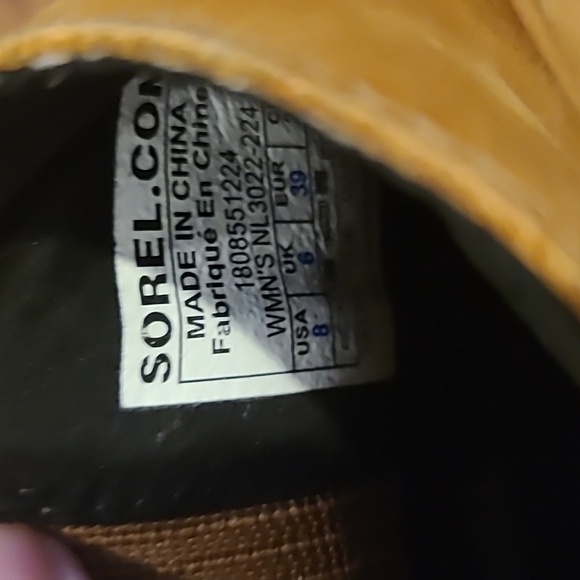 SOREL.COM
MADE IN CHINA
Fabriqué En Chine
1808551224
WMN'S NL3022-224
USA UK EUR
8 6 39